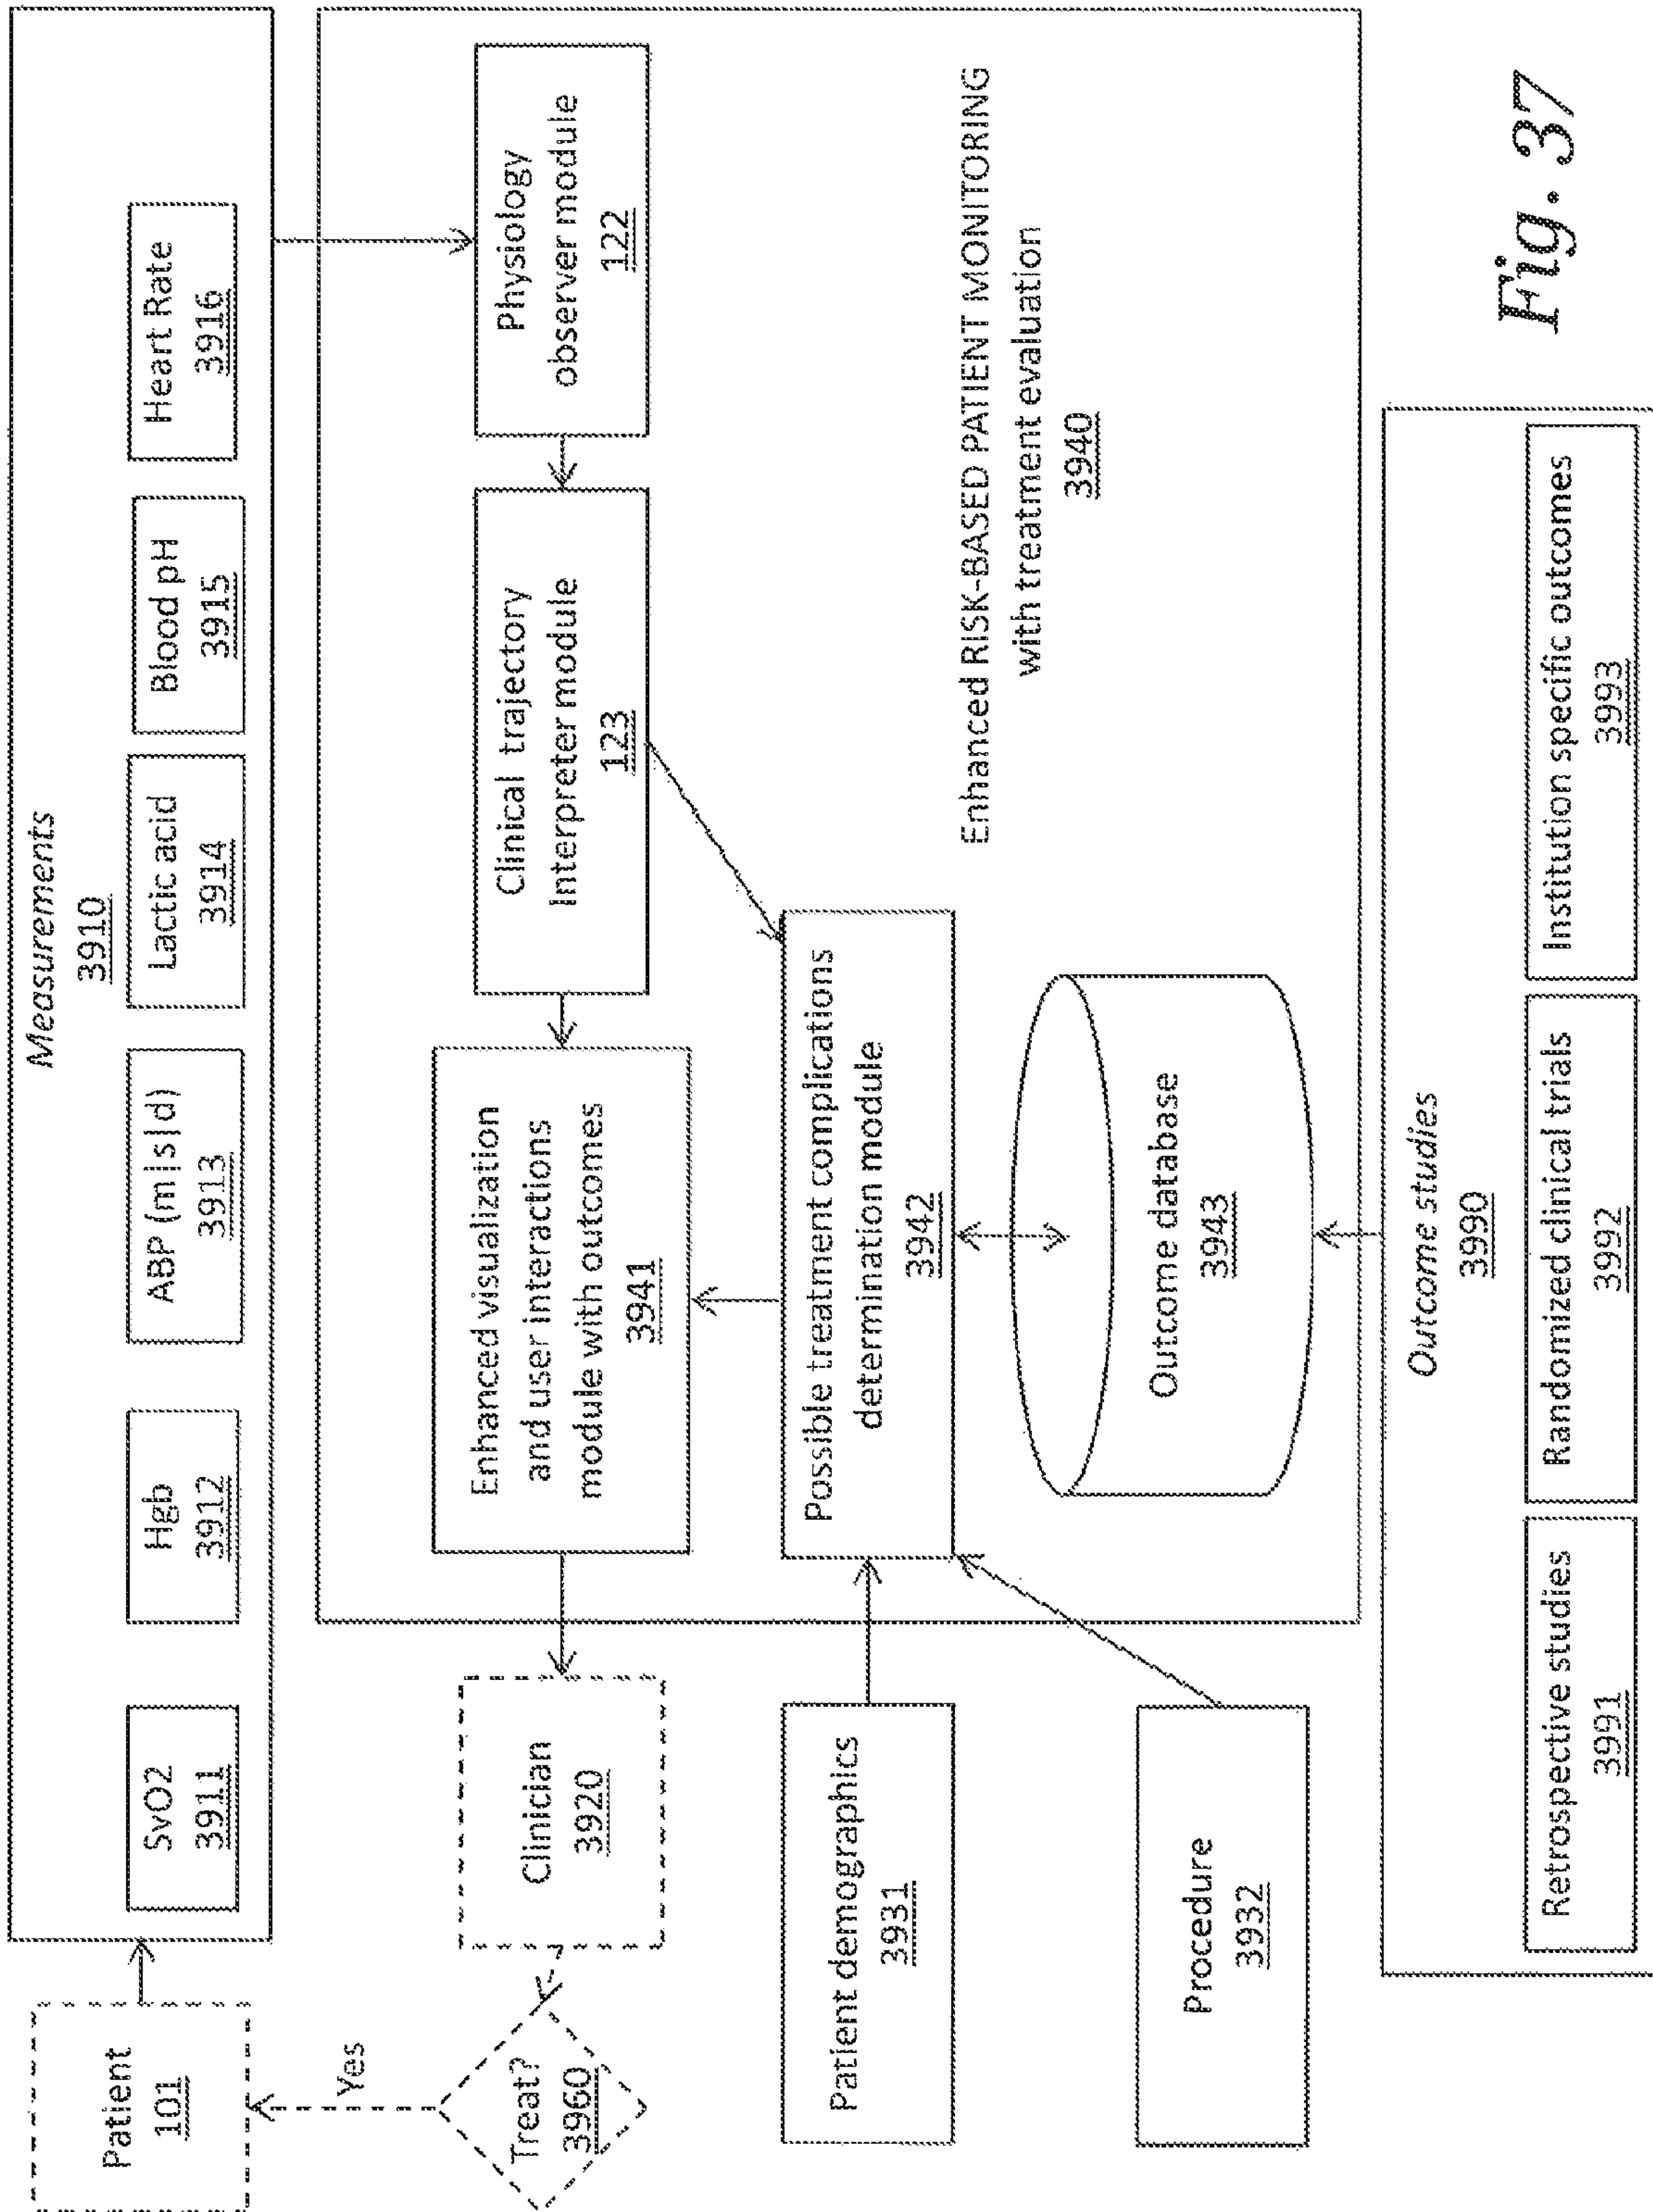 Patient
101
Measurements
3910
SvO2
3911
Hgb
3912
ABP (m|s|d)
3913
Lactic acid
3914
Blood pH
3915
Heart Rate
3916
Yes
Treat?
3960
Clinician
3920
Enhanced visualization
and user interactions
module with outcomes
3941
Clinical trajectory
Interpreter module
123
Physiology
observer module
122
Patient demographics
3931
Possible treatment complications
determination module
3942
Enhanced RISK-BASED PATIENT MONITORING
with treatment evaluation
3940
Procedure
3932
Outcome database
3943
Outcome studies
3990
Retrospective studies
3991
Randomized clinical trials
3992
Institution specific outcomes
3993
Fig. 37